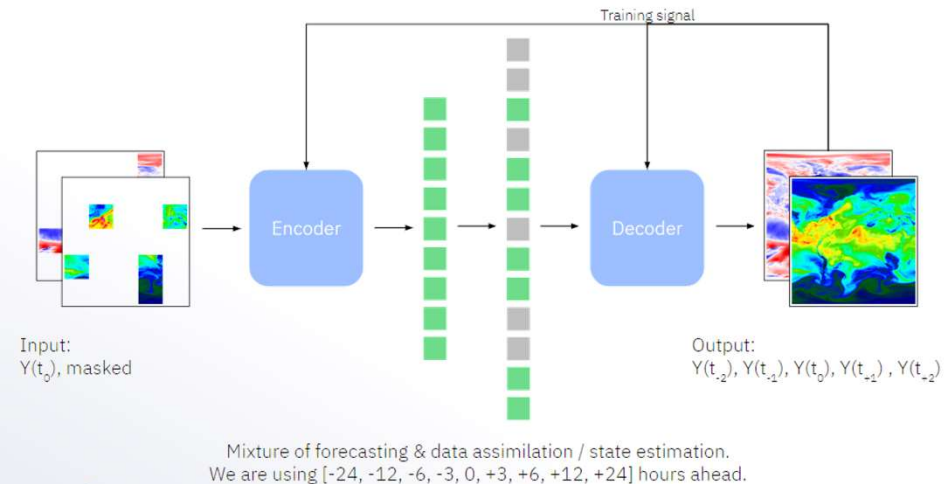 Training signal
Encoder
Decoder
Input:
Y(t₀), masked
Output:
Y(t₋₂), Y(t₋₁), Y(t₀), Y(t₊₁) , Y(t₊₂)
Mixture of forecasting & data assimilation / state estimation.
We are using [-24, -12, -6, -3, 0, +3, +6, +12, +24] hours ahead.